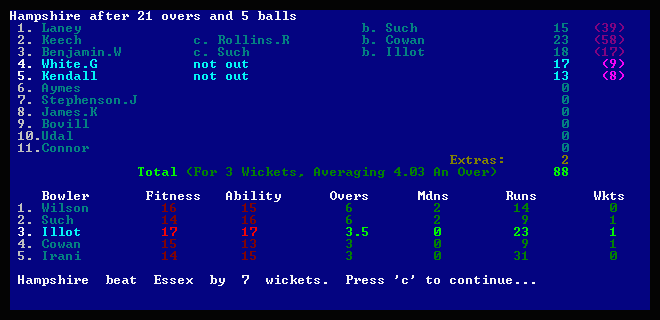 Hampshire after 21 overs and 5 balls
1. Laney b. Such 15 (39)
2. Keech c. Rollins.R b. Cowan 23 (58)
3. Benjamin.W c. Such b. Illot 18 (17)
4. White.G not out 17 (9)
5. Kendall not out 13 (8)
6. Aymes 0
7. Stephenson.J 0
8. James.K 0
9. Bovill 0
10.Udal 0
11.Connor 0
Extras: 2
Total (For 3 Wickets, Averaging 4.03 An Over) 88
Bowler Fitness Ability Overs Mdns Runs Wkts
1. Wilson 16 15 6 2 14 0
2. Such 14 16 6 2 9 1
3. Illot 17 17 3.5 0 23 1
4. Cowan 15 13 3 0 9 1
5. Irani 14 15 3 0 31 0
Hampshire beat Essex by 7 wickets. Press 'c' to continue...